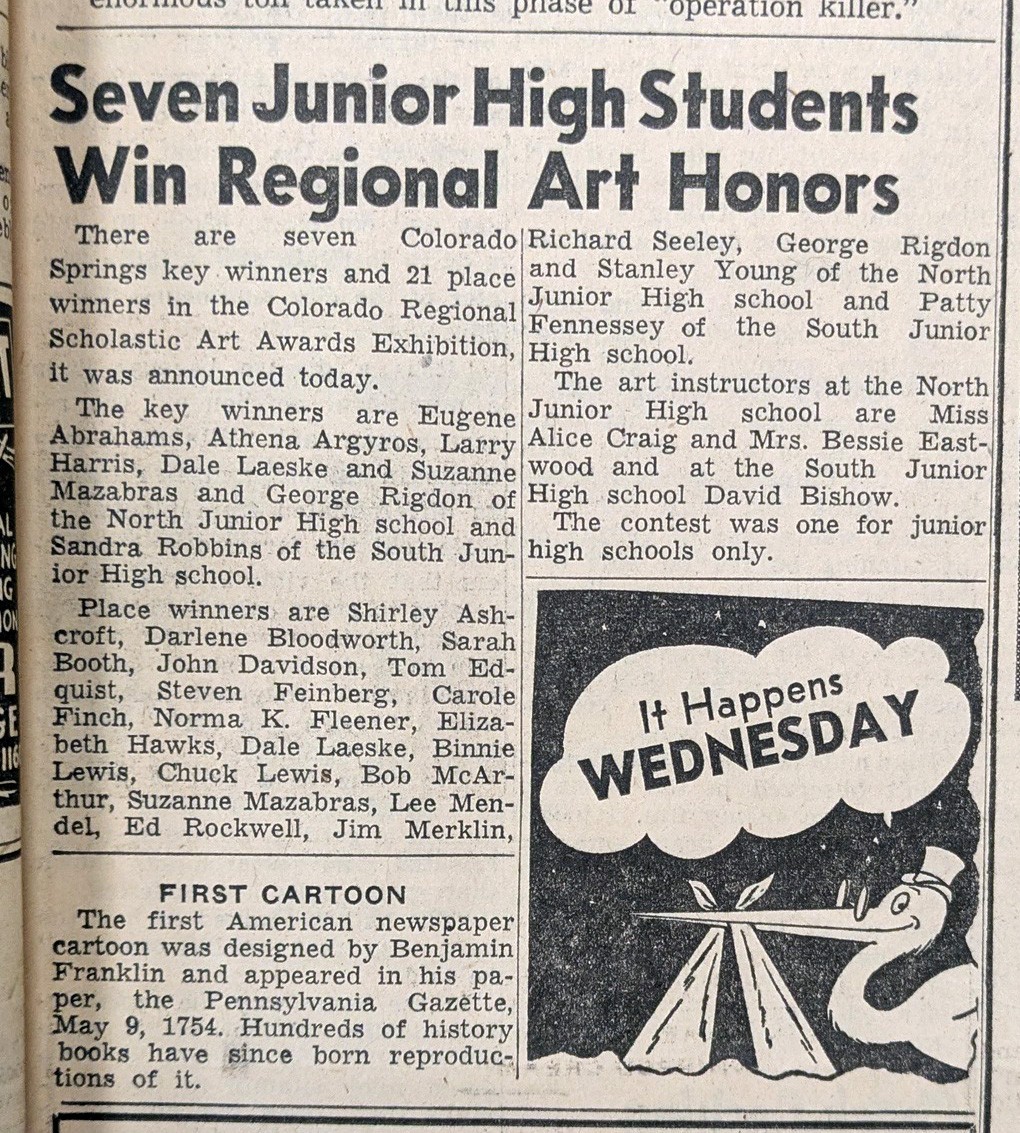 enormous toll taken in this phase of "operation killer."
Seven Junior High Students
Win Regional Art Honors
There are seven Colorado
Springs key winners and 21 place
winners in the Colorado Regional
Scholastic Art Awards Exhibition,
it was announced today.
The key winners are Eugene
Abrahams, Athena Argyros, Larry
Harris, Dale Laeske and Suzanne
Mazabras and George Rigdon of
the North Junior High school and
Sandra Robbins of the South Jun-
ior High school.
Place winners are Shirley Ash-
croft, Darlene Bloodworth, Sarah
Booth, John Davidson, Tom Ed-
quist, Steven Feinberg, Carole
Finch, Norma K. Fleener, Eliza-
beth Hawks, Dale Laeske, Binnie
Lewis, Chuck Lewis, Bob McAr-
thur, Suzanne Mazabras, Lee Men-
del, Ed Rockwell, Jim Merklin,
Richard Seeley, George Rigdon
and Stanley Young of the North
Junior High school and Patty
Fennessey of the South Junior
High school.
The art instructors at the North
Junior High school are Miss
Alice Craig and Mrs. Bessie East-
wood and at the South Junior
High school David Bishow.
The contest was one for junior
high schools only.
FIRST CARTOON
The first American newspaper
cartoon was designed by Benjamin
Franklin and appeared in his pa-
per, the Pennsylvania Gazette,
May 9, 1754. Hundreds of history
books have since born reproduc-
tions of it.
It Happens
WEDNESDAY